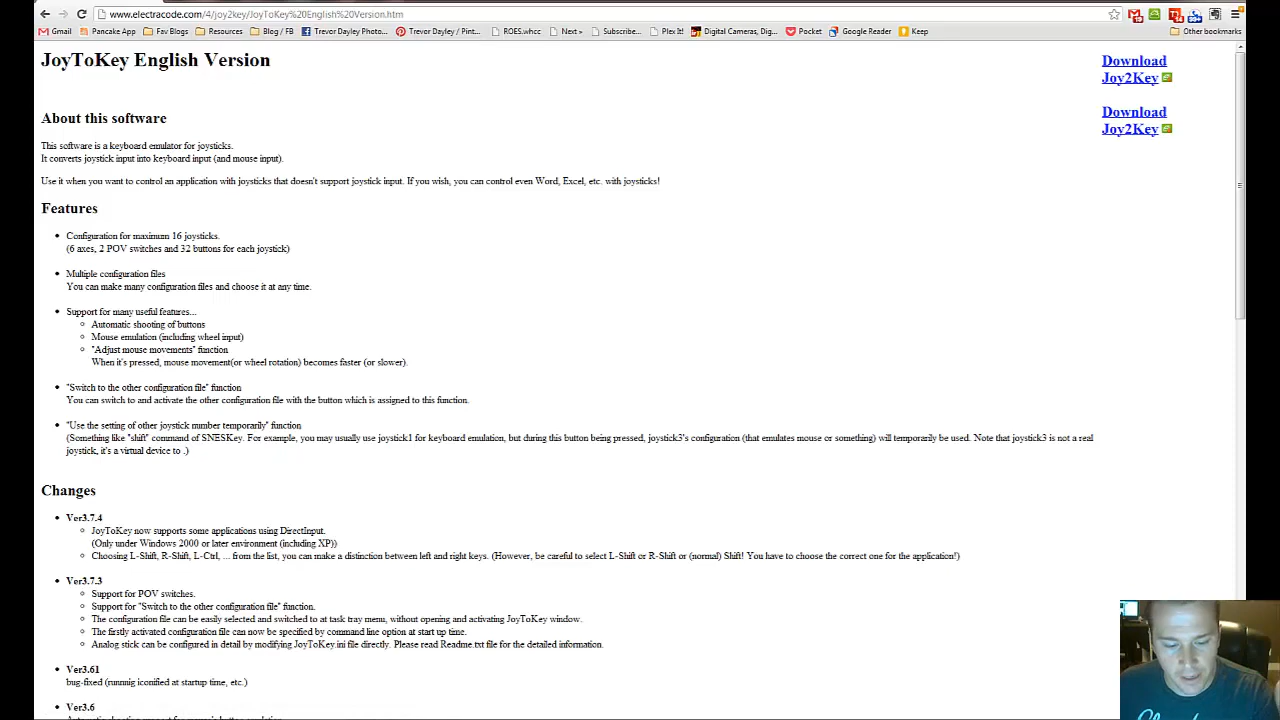 www.electracode.com/4/joy2key/JoyToKey%20English%20Version.htm
Gmail Pancake App Fav Blogs Resources Blog / FB Trevor Dayley Photo... Trevor Dayley / Pint... ROES.whcc Next » Subscribe... Plex It! Digital Cameras, Dig... Pocket Google Reader Keep Other bookmarks
JoyToKey English Version
Download
Joy2Key
Download
Joy2Key
About this software
This software is a keyboard emulator for joysticks.
It converts joystick input into keyboard input (and mouse input).
Use it when you want to control an application with joysticks that doesn't support joystick input. If you wish, you can control even Word, Excel, etc. with joysticks!
Features
Configuration for maximum 16 joysticks.
(6 axes, 2 POV switches and 32 buttons for each joystick)
Multiple configuration files
You can make many configuration files and choose it at any time.
Support for many useful features...
Automatic shooting of buttons
Mouse emulation (including wheel input)
"Adjust mouse movements" function
When it's pressed, mouse movement(or wheel rotation) becomes faster (or slower).
"Switch to the other configuration file" function
You can switch to and activate the other configuration file with the button which is assigned to this function.
"Use the setting of other joystick number temporarily" function
(Something like "shift" command of SNESKey. For example, you may usually use joystick1 for keyboard emulation, but during this button being pressed, joystick3's configuration (that emulates mouse or something) will temporarily be used. Note that joystick3 is not a real
joystick, it's a virtual device to .)
Changes
Ver3.7.4
JoyToKey now supports some applications using DirectInput.
(Only under Windows 2000 or later environment (including XP))
Choosing L-Shift, R-Shift, L-Ctrl, ... from the list, you can make a distinction between left and right keys. (However, be careful to select L-Shift or R-Shift or (normal) Shift! You have to choose the correct one for the application!)
Ver3.7.3
Support for POV switches.
Support for "Switch to the other configuration file" function.
The configuration file can be easily selected and switched to at task tray menu, without opening and activating JoyToKey window.
The firstly activated configuration file can now be specified by command line option at start up time.
Analog stick can be configured in detail by modifying JoyToKey.ini file directly. Please read Readme.txt file for the detailed information.
Ver3.61
bug-fixed (runnnig iconified at startup time, etc.)
Ver3.6